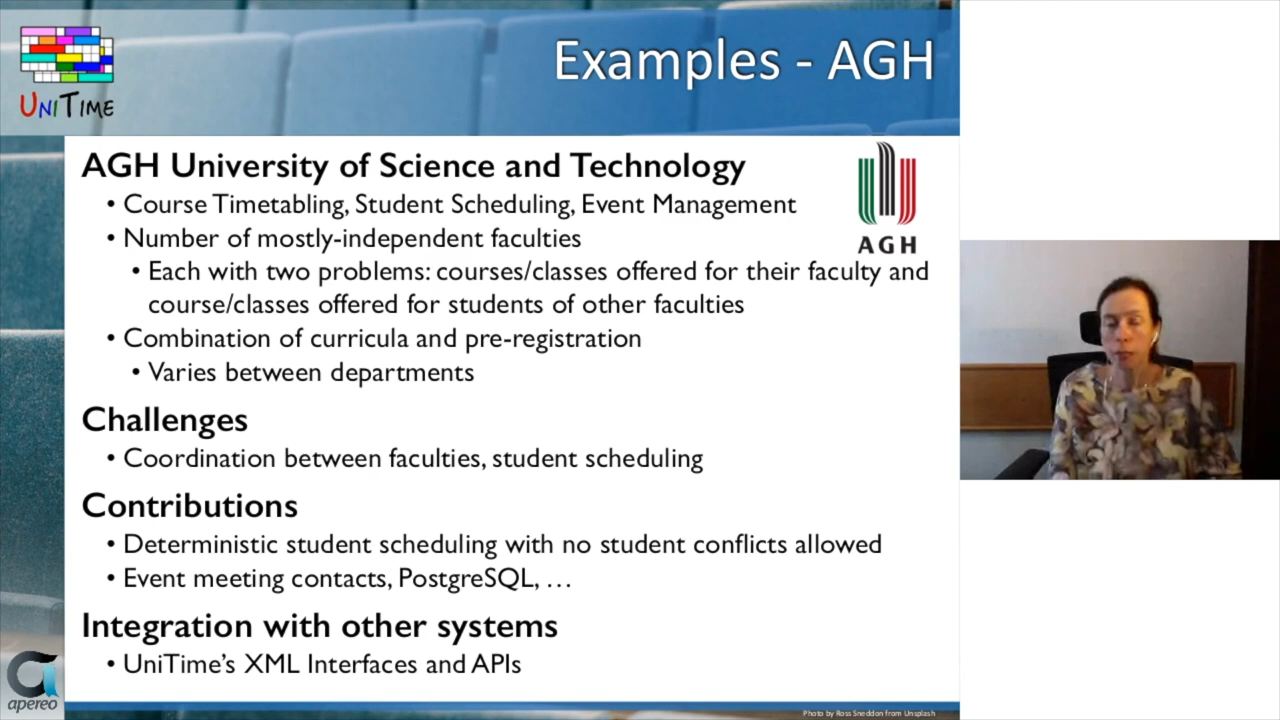 UNITIME
Examples - AGH
AGH University of Science and Technology
• Course Timetabling, Student Scheduling, Event Management
AGH
• Number of mostly-independent faculties
• Each with two problems: courses/classes offered for their faculty and
course/classes offered for students of other faculties
• Combination of curricula and pre-registration
• Varies between departments
Challenges
• Coordination between faculties, student scheduling
Contributions
• Deterministic student scheduling with no student conflicts allowed
• Event meeting contacts, PostgreSQL, …
Integration with other systems
• UniTime’s XML Interfaces and APIs
apereo
Photo by Ross Sneddon from Unsplash